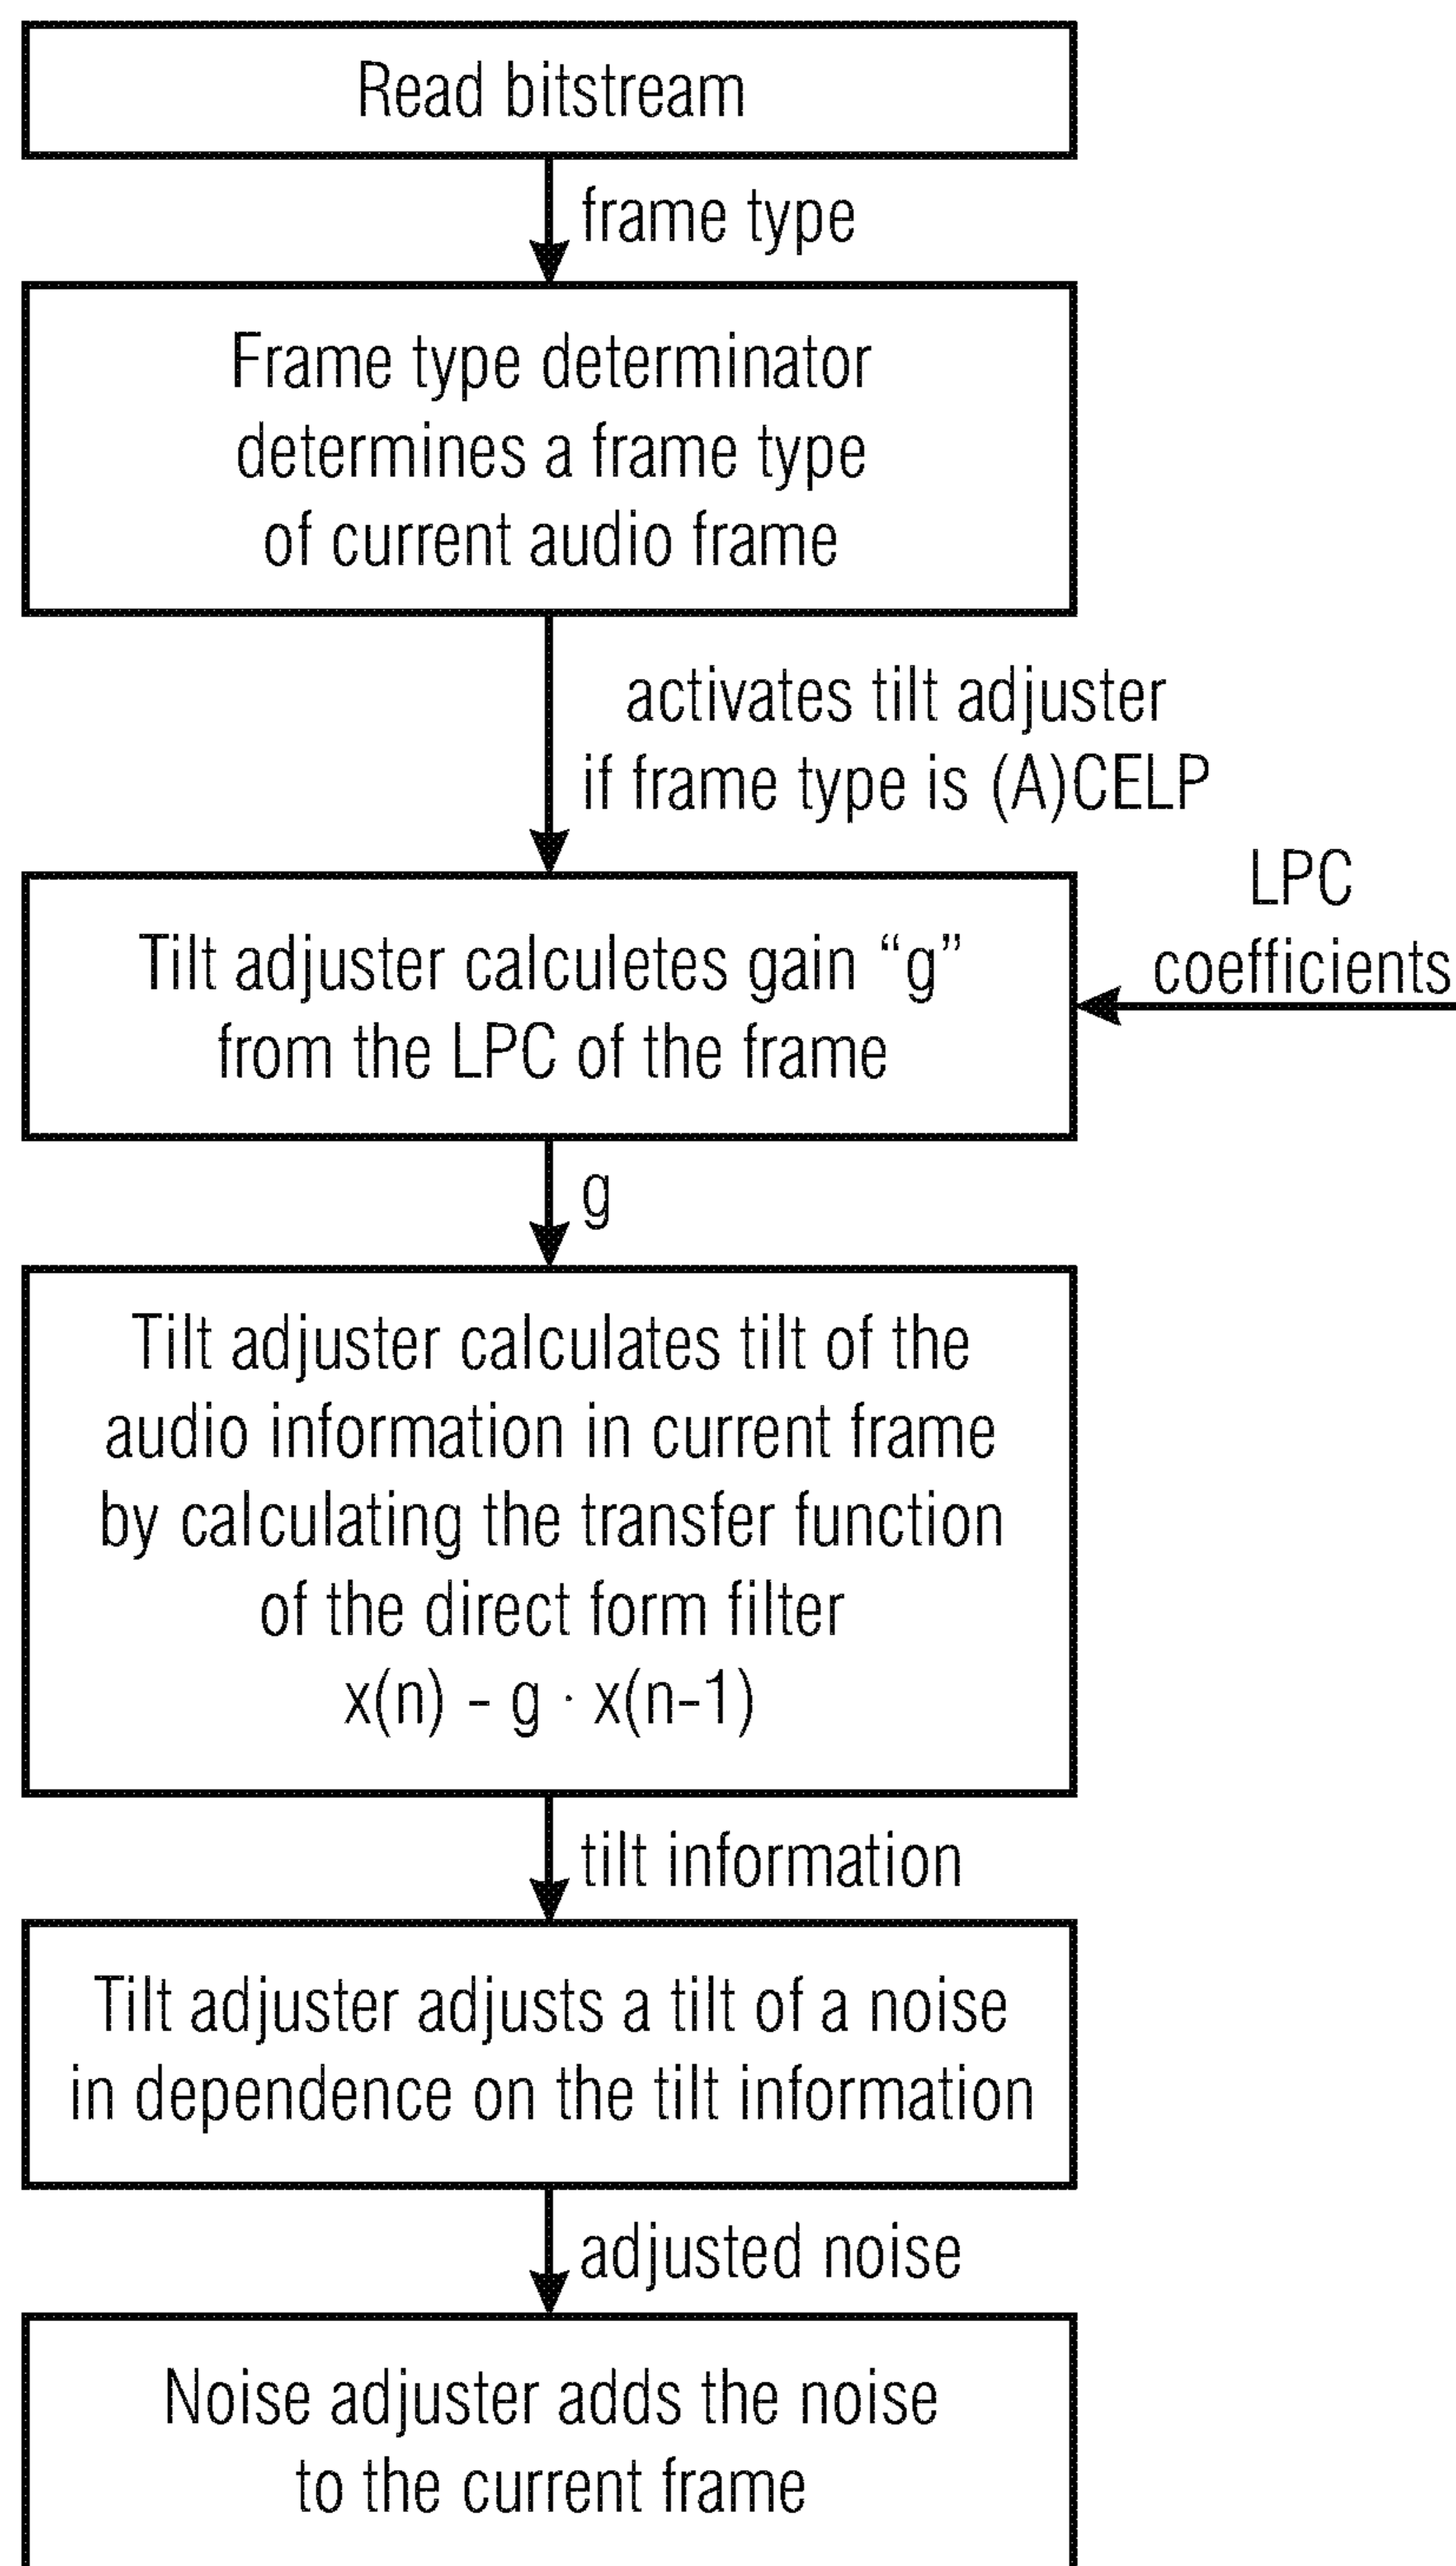 Read bitstream
frame type
Frame type determinator
determines a frame type
of current audio frame
activates tilt adjuster
if frame type is (A)CELP
LPC
coefficients
Tilt adjuster calculetes gain “g”
from the LPC of the frame
g
Tilt adjuster calculates tilt of the
audio information in current frame
by calculating the transfer function
of the direct form filter
x(n) - g · x(n-1)
tilt information
Tilt adjuster adjusts a tilt of a noise
in dependence on the tilt information
adjusted noise
Noise adjuster adds the noise
to the current frame